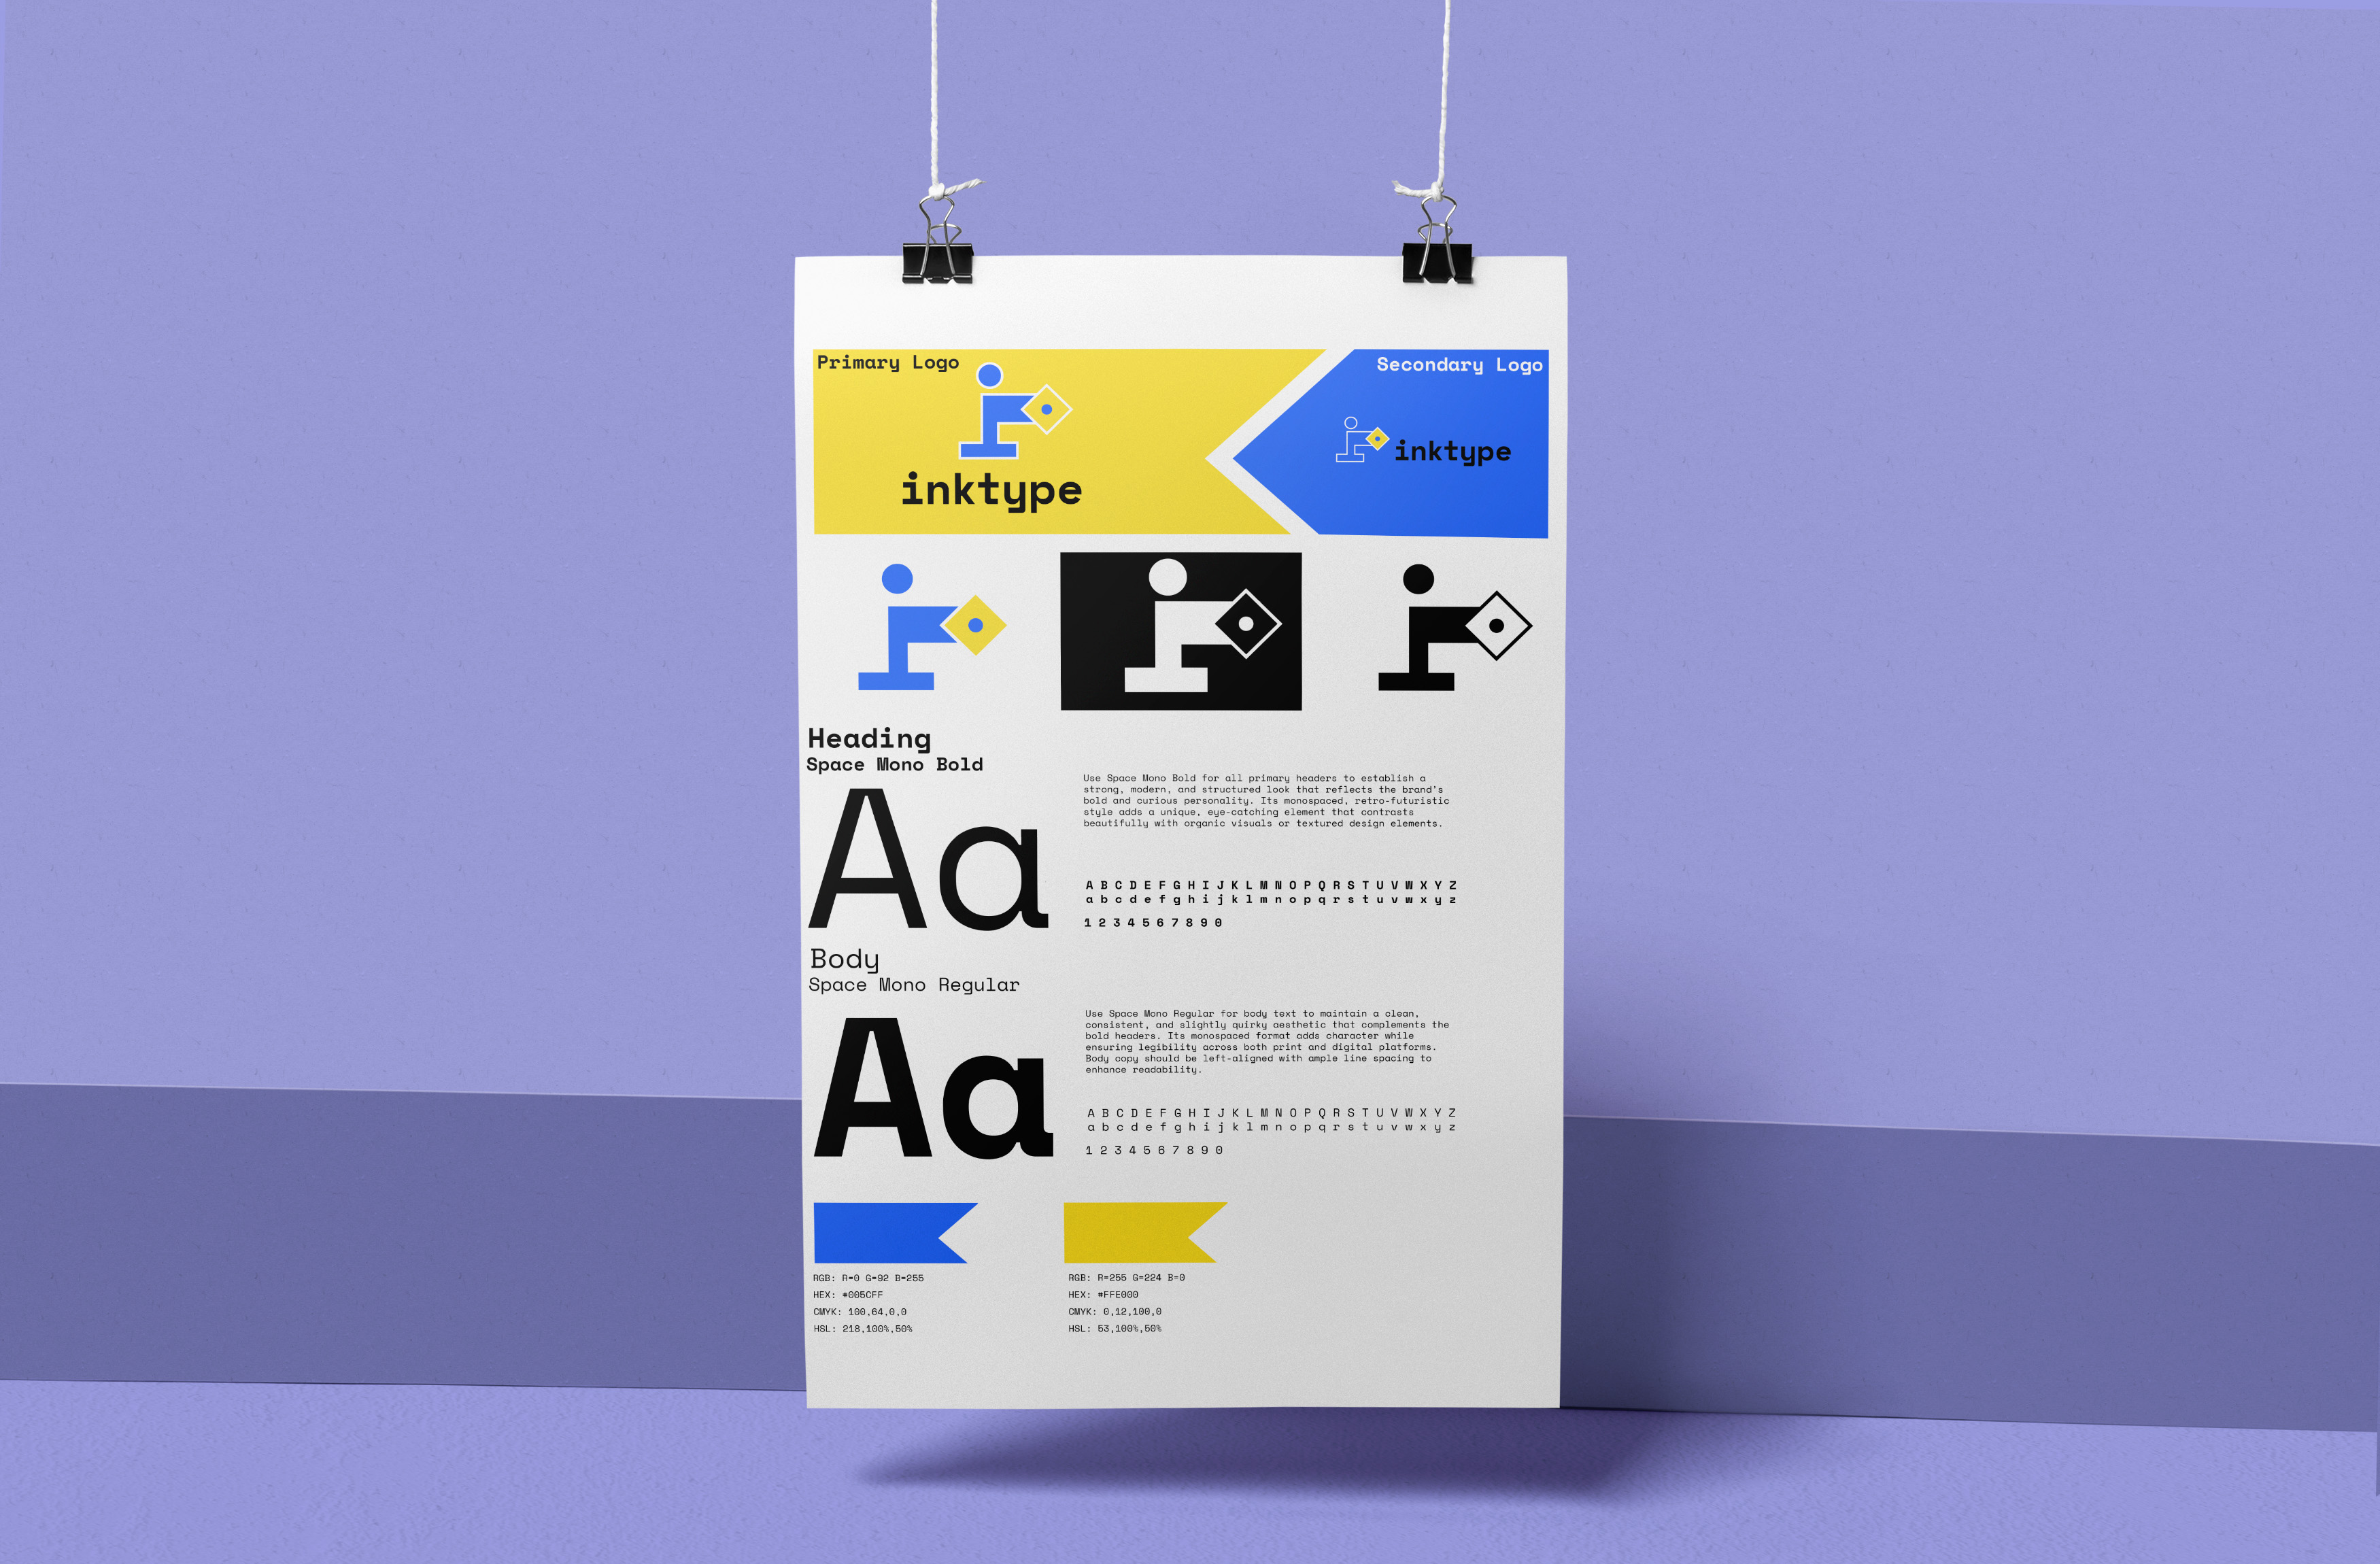 Primary Logo
Secondary Logo
inktype
inktype
Heading
Space Mono Bold
Aa
Use Space Mono Bold for all primary headers to establish a
strong, modern, and structured look that reflects the brand's
bold and curious personality. Its monospaced, retro-futuristic
style adds a unique, eye-catching element that contrasts
beautifully with organic visuals or textured design elements.
A B C D E F G H I J K L M N O P Q R S T U V W X Y Z
a b c d e f g h i j k l m n o p q r s t u v w x y z
1 2 3 4 5 6 7 8 9 0
Body
Space Mono Regular
Aa
Use Space Mono Regular for body text to maintain a clean,
consistent, and slightly quirky aesthetic that complements the
bold headers. Its monospaced format adds character while
ensuring legibility across both print and digital platforms.
Body copy should be left-aligned with ample line spacing to
enhance readability.
A B C D E F G H I J K L M N O P Q R S T U V W X Y Z
a b c d e f g h i j k l m n o p q r s t u v w x y z
1 2 3 4 5 6 7 8 9 0
RGB: R=0 G=92 B=255
HEX: #005CFF
CMYK: 100,64,0,0
HSL: 218,100%,50%
RGB: R=255 G=224 B=0
HEX: #FFE000
CMYK: 0,12,100,0
HSL: 53,100%,50%